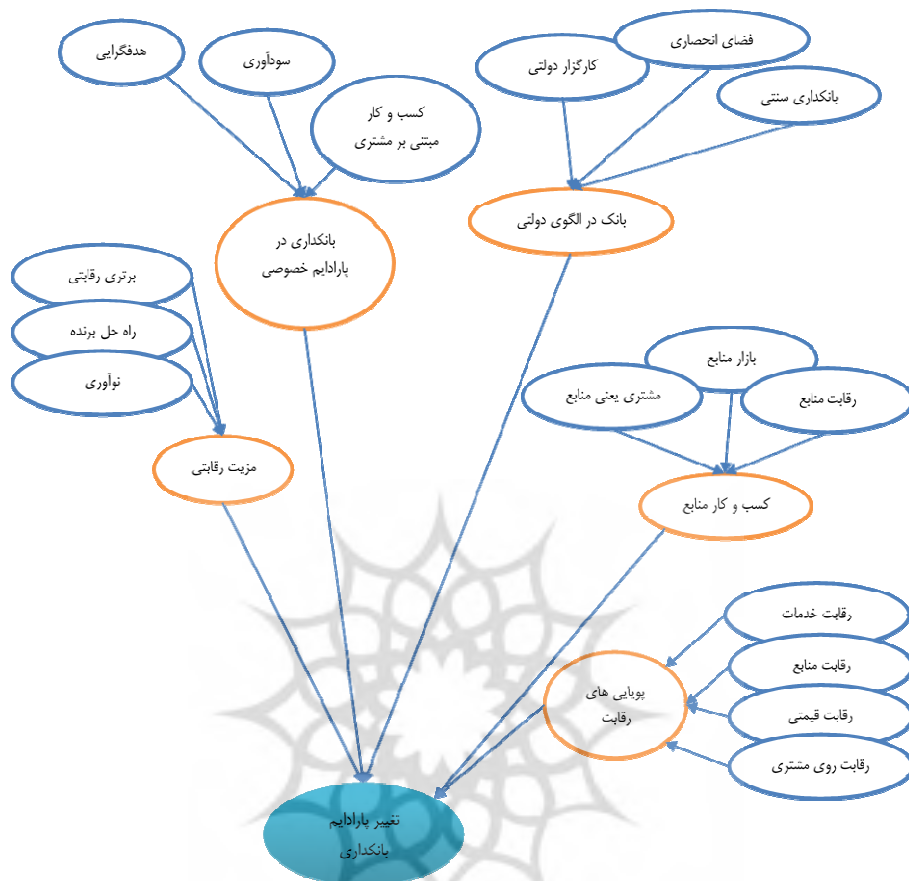 فضای انحصاری
کارگزار دولتی
بانکداری سنتی
بانک در الگوی دولتی
هدفگرایی
سودآوری
کسب و کار
مبتنی بر مشتری
بانکداری در
پارادایم خصوصی
برتری رقابتی
راه حل برنده
نوآوری
مزیت رقابتی
بازار منابع
رقابت منابع
مشتری یعنی منابع
کسب و کار منابع
رقابت خدمات
رقابت منابع
رقابت قیمتی
رقابت روی مشتری
پویایی های
رقابت
تغییر پارادایم
بانکداری